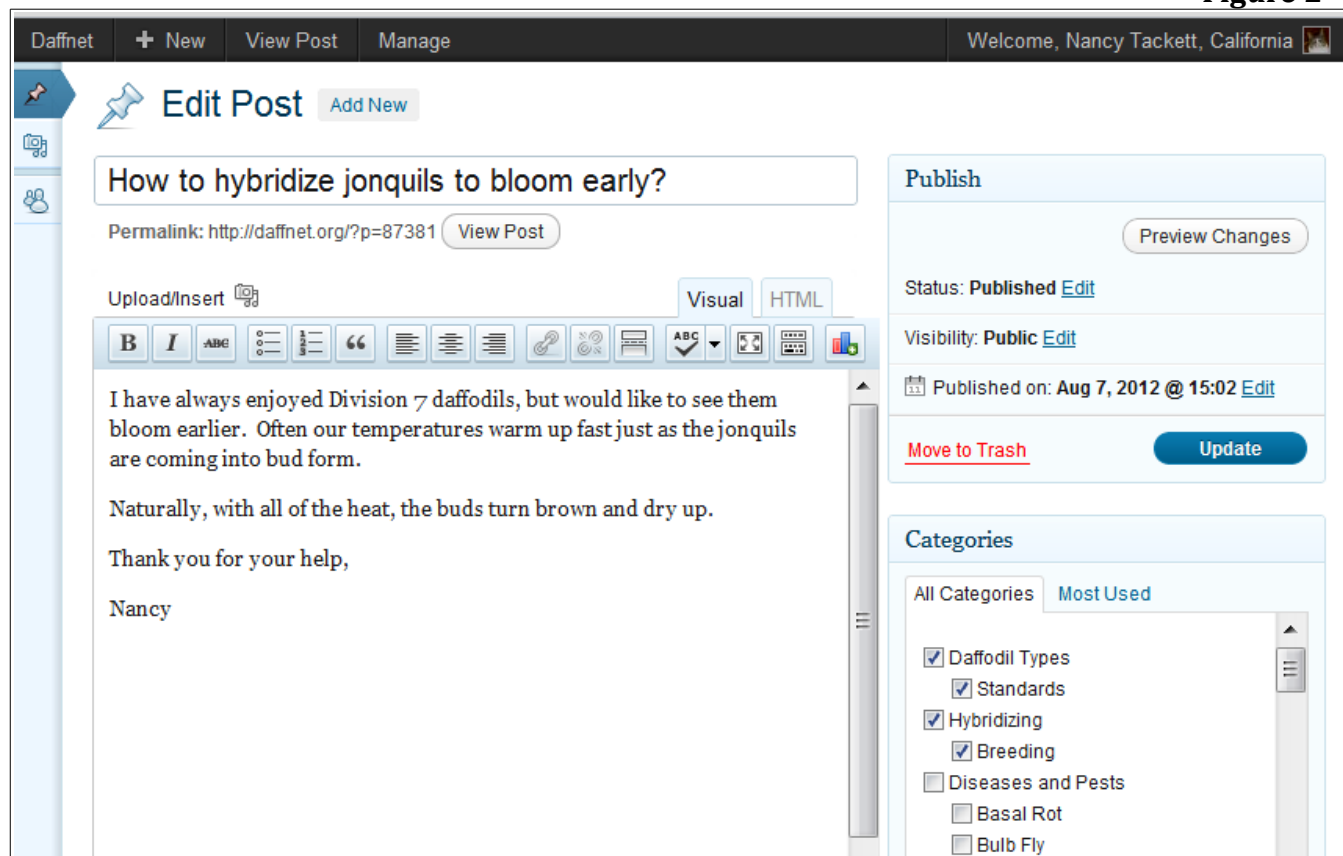 Figure 2
Daffnet + New View Post Manage Welcome, Nancy Tackett, California
Edit Post Add New
How to hybridize jonquils to bloom early?
Permalink: http://daffnet.org/?p=87381 View Post
Upload/Insert Visual HTML
B I ABC ABC
I have always enjoyed Division 7 daffodils, but would like to see them
bloom earlier. Often our temperatures warm up fast just as the jonquils
are coming into bud form.
Naturally, with all of the heat, the buds turn brown and dry up.
Thank you for your help,
Nancy
Publish
Preview Changes
Status: Published Edit
Visibility: Public Edit
Published on: Aug 7, 2012 @ 15:02 Edit
Move to Trash Update
Categories
All Categories Most Used
Daffodil Types
Standards
Hybridizing
Breeding
Diseases and Pests
Basal Rot
Bulb Fly